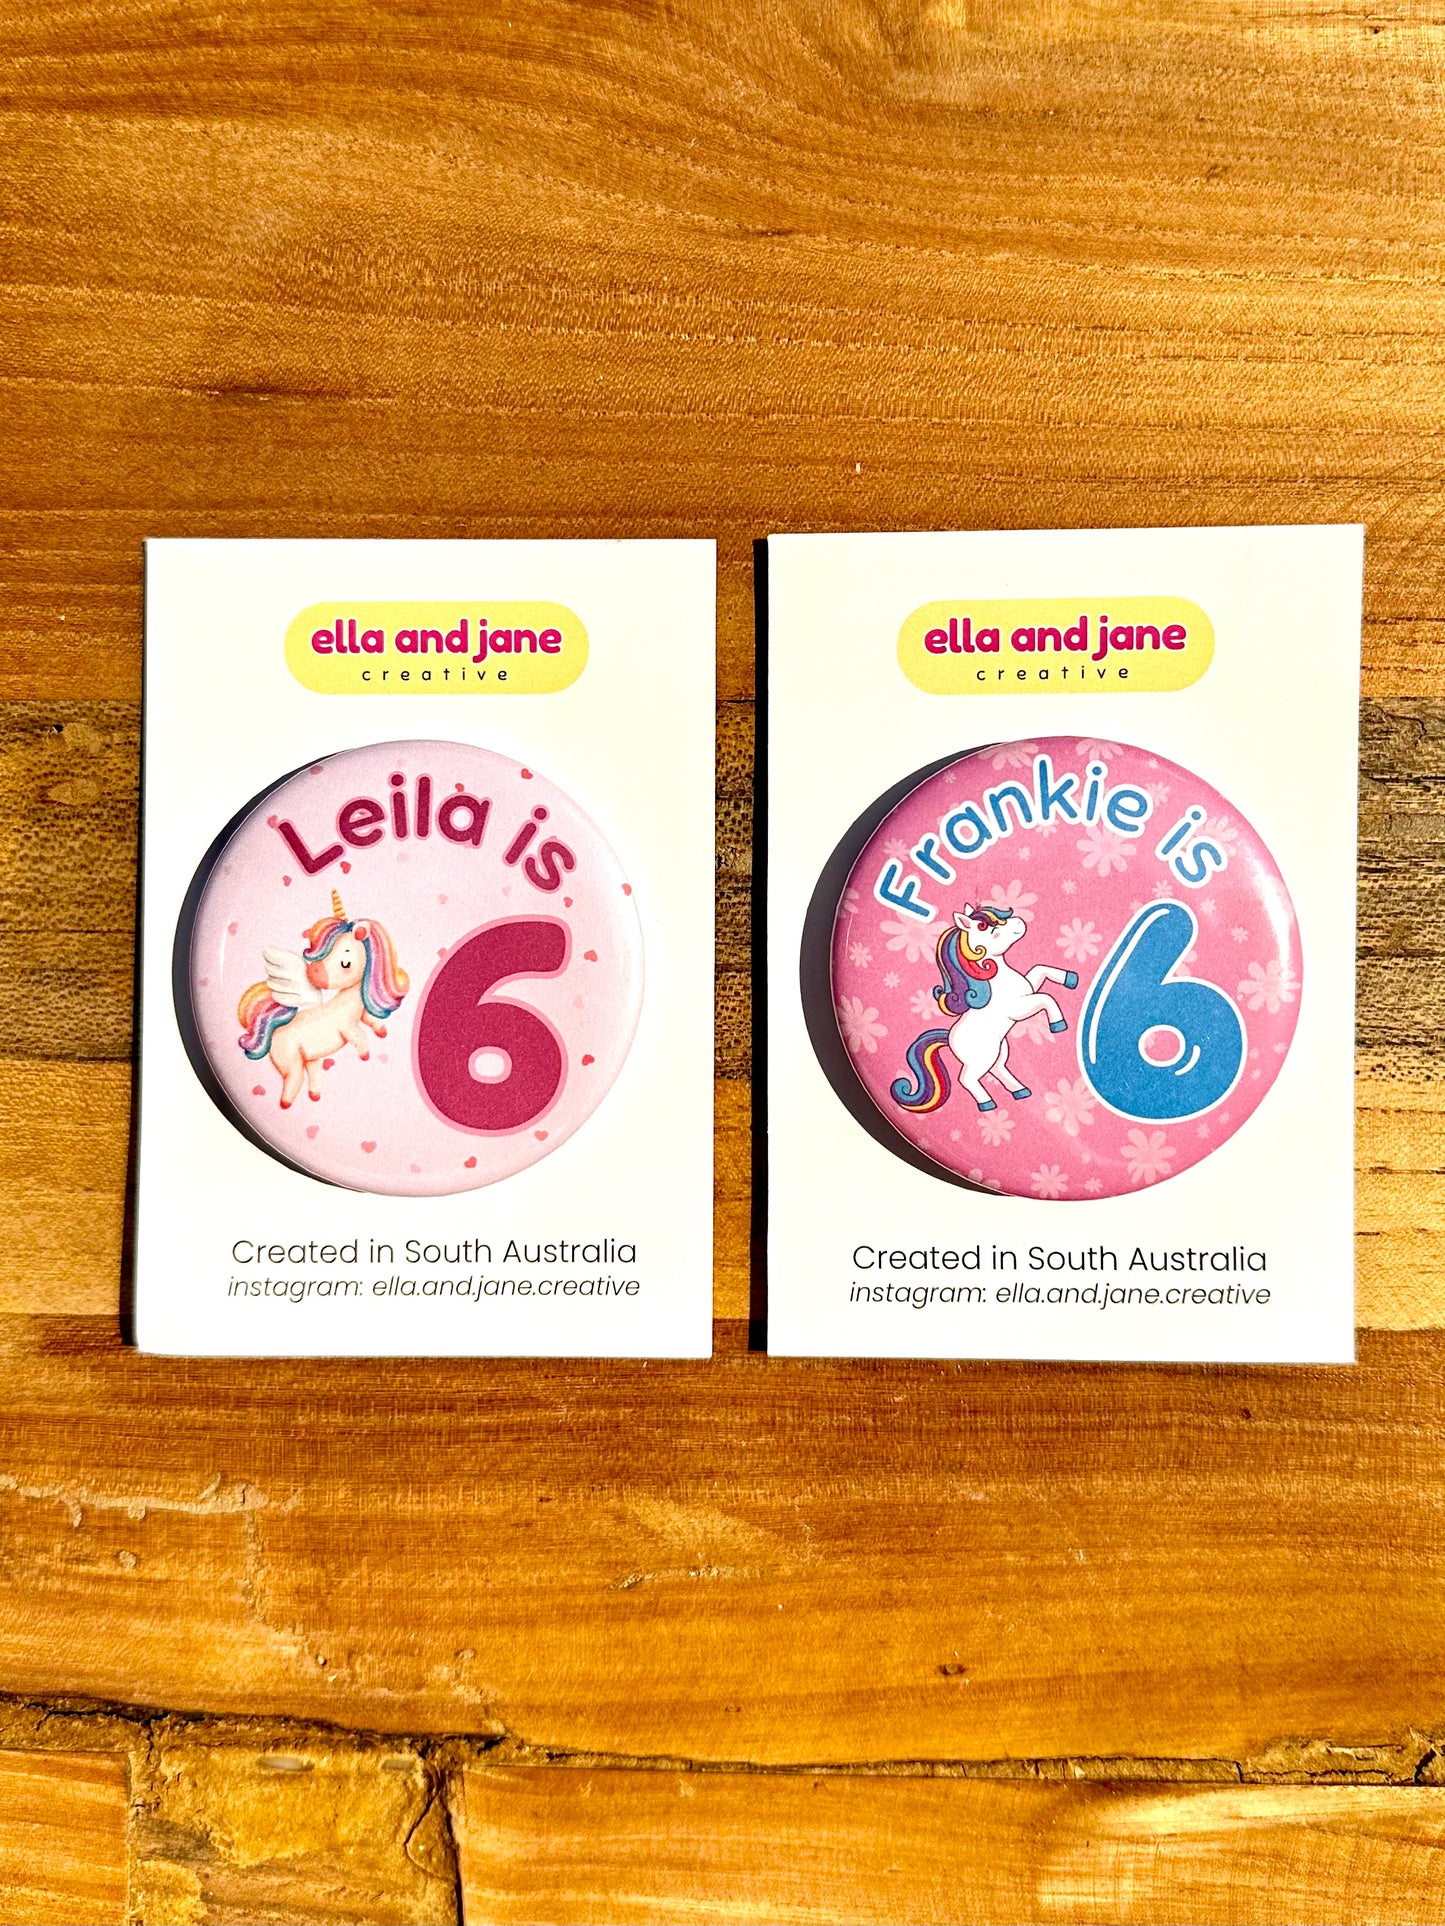 ella and jane
creative
Leila is
6
Created in South Australia
instagram: ella.and.jane.creative
ella and jane
creative
Frankie is
6
Created in South Australia
instagram: ella.and.jane.creative